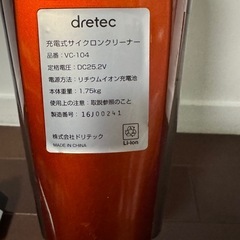 dretec
充電式サイクロンクリーナー
品番：VC-104
定格電圧：DC25.2V
電源方法：リチウムイオン充電池
本体重量：1.75kg
使用上の注意：取説参照のこと
製造番号：16J00241
株式会社ドリテック
MADE IN CHINA
Li-ion